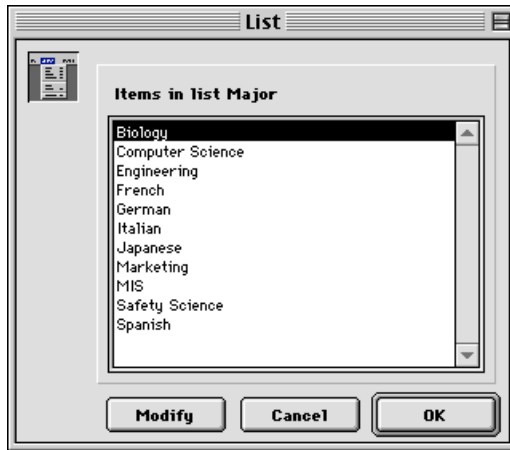 List
Items in list Major
Biology
Computer Science
Engineering
French
German
Italian
Japanese
Marketing
MIS
Safety Science
Spanish
Modify
Cancel
OK